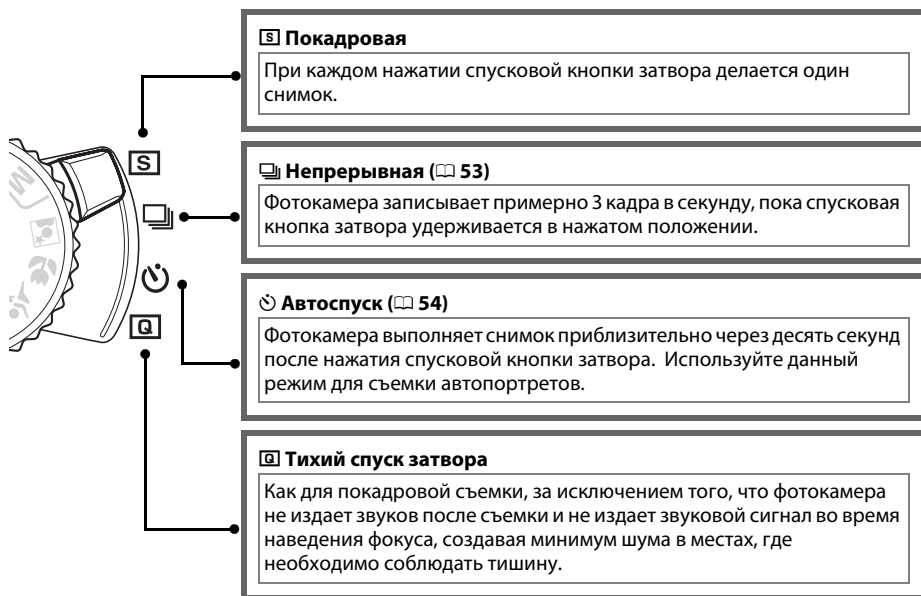 S Покадровая
При каждом нажатии спусковой кнопки затвора делается один
снимок.
S
M
Непрерывная (53)
Фотокамера записывает примерно 3 кадра в секунду, пока спусковая
кнопка затвора удерживается в нажатом положении.
Автоспуск (54)
Фотокамера выполняет снимок приблизительно через десять секунд
после нажатия спусковой кнопки затвора. Используйте данный
режим для съемки автопортретов.
Q
Q Тихий спуск затвора
Как для покадровой съемки, за исключением того, что фотокамера
не издает звуков после съемки и не издает звуковой сигнал во время
наведения фокуса, создавая минимум шума в местах, где
необходимо соблюдать тишину.